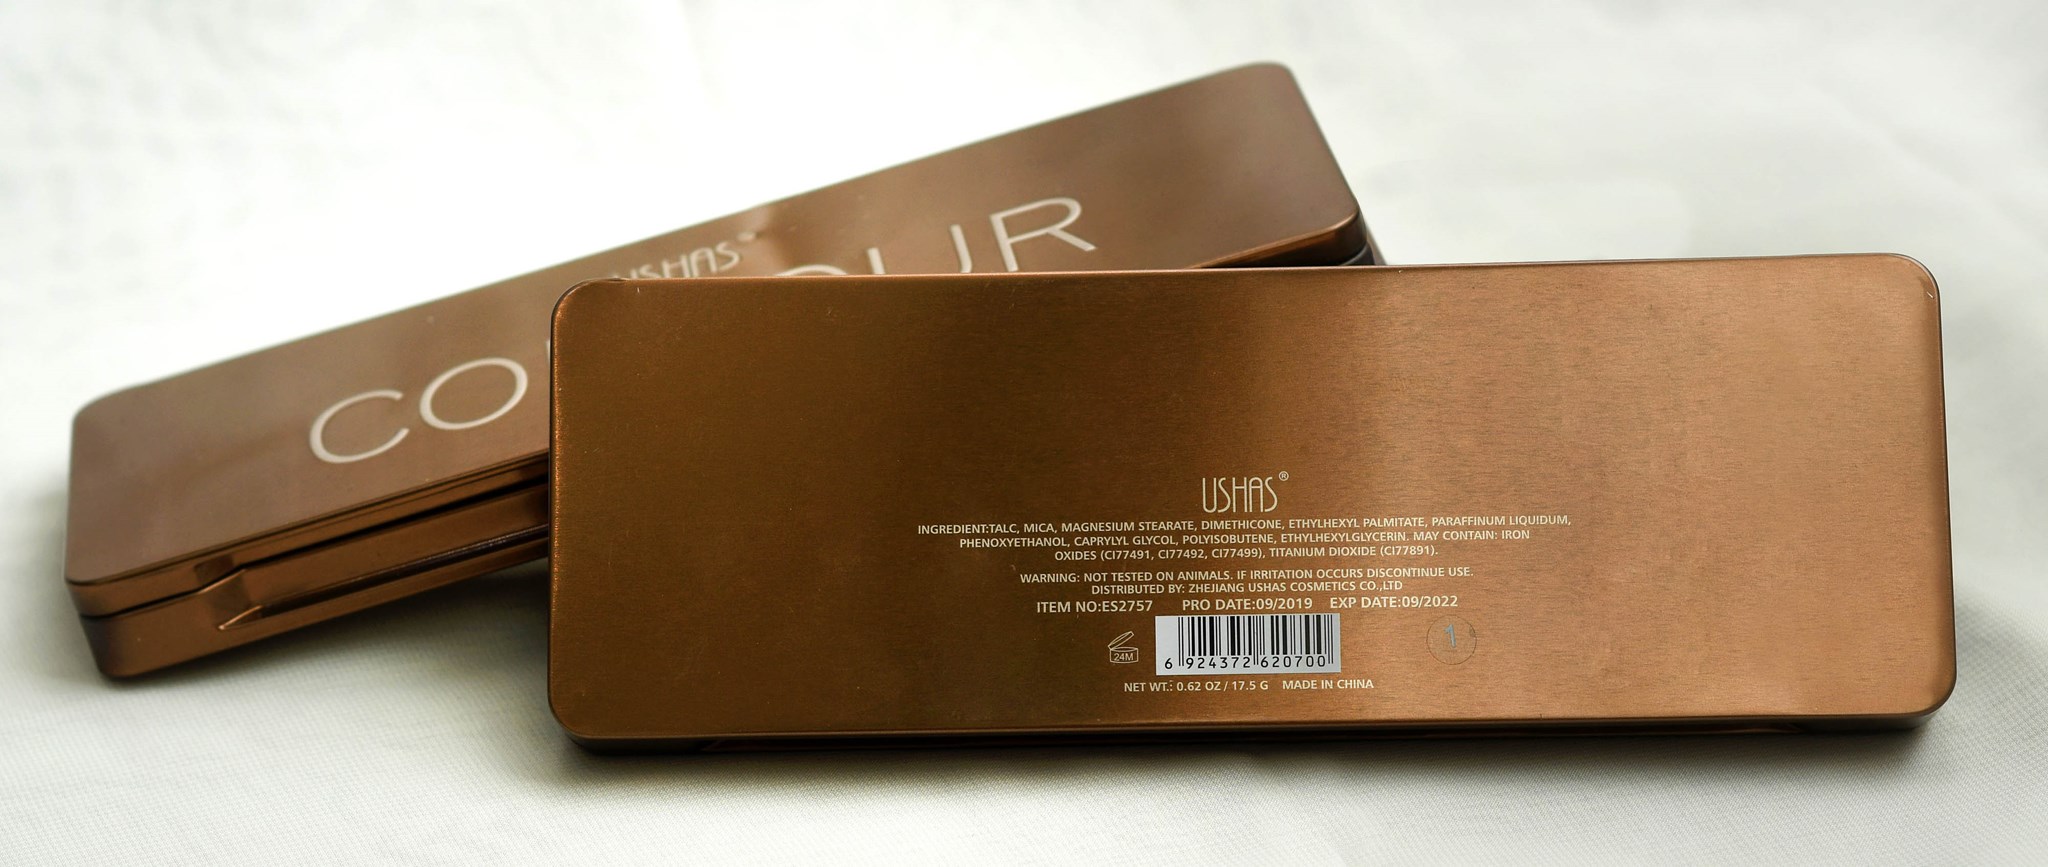 USHAS®
CO
UR
USHAS®
INGREDIENT:TALC, MICA, MAGNESIUM STEARATE, DIMETHICONE, ETHYLHEXYL PALMITATE, PARAFFINUM LIQUIDUM,
PHENOXYETHANOL, CAPRYLYL GLYCOL, POLYISOBUTENE, ETHYLHEXYLGLYCERIN. MAY CONTAIN: IRON
OXIDES (CI77491, CI77492, CI77499), TITANIUM DIOXIDE (CI77891).
WARNING: NOT TESTED ON ANIMALS. IF IRRITATION OCCURS DISCONTINUE USE.
DISTRIBUTED BY: ZHEJIANG USHAS COSMETICS CO.,LTD
ITEM NO:ES2757 PRO DATE:09/2019 EXP DATE:09/2022
24M
6 924372 620700
1
NET WT.: 0.62 OZ / 17.5 G MADE IN CHINA